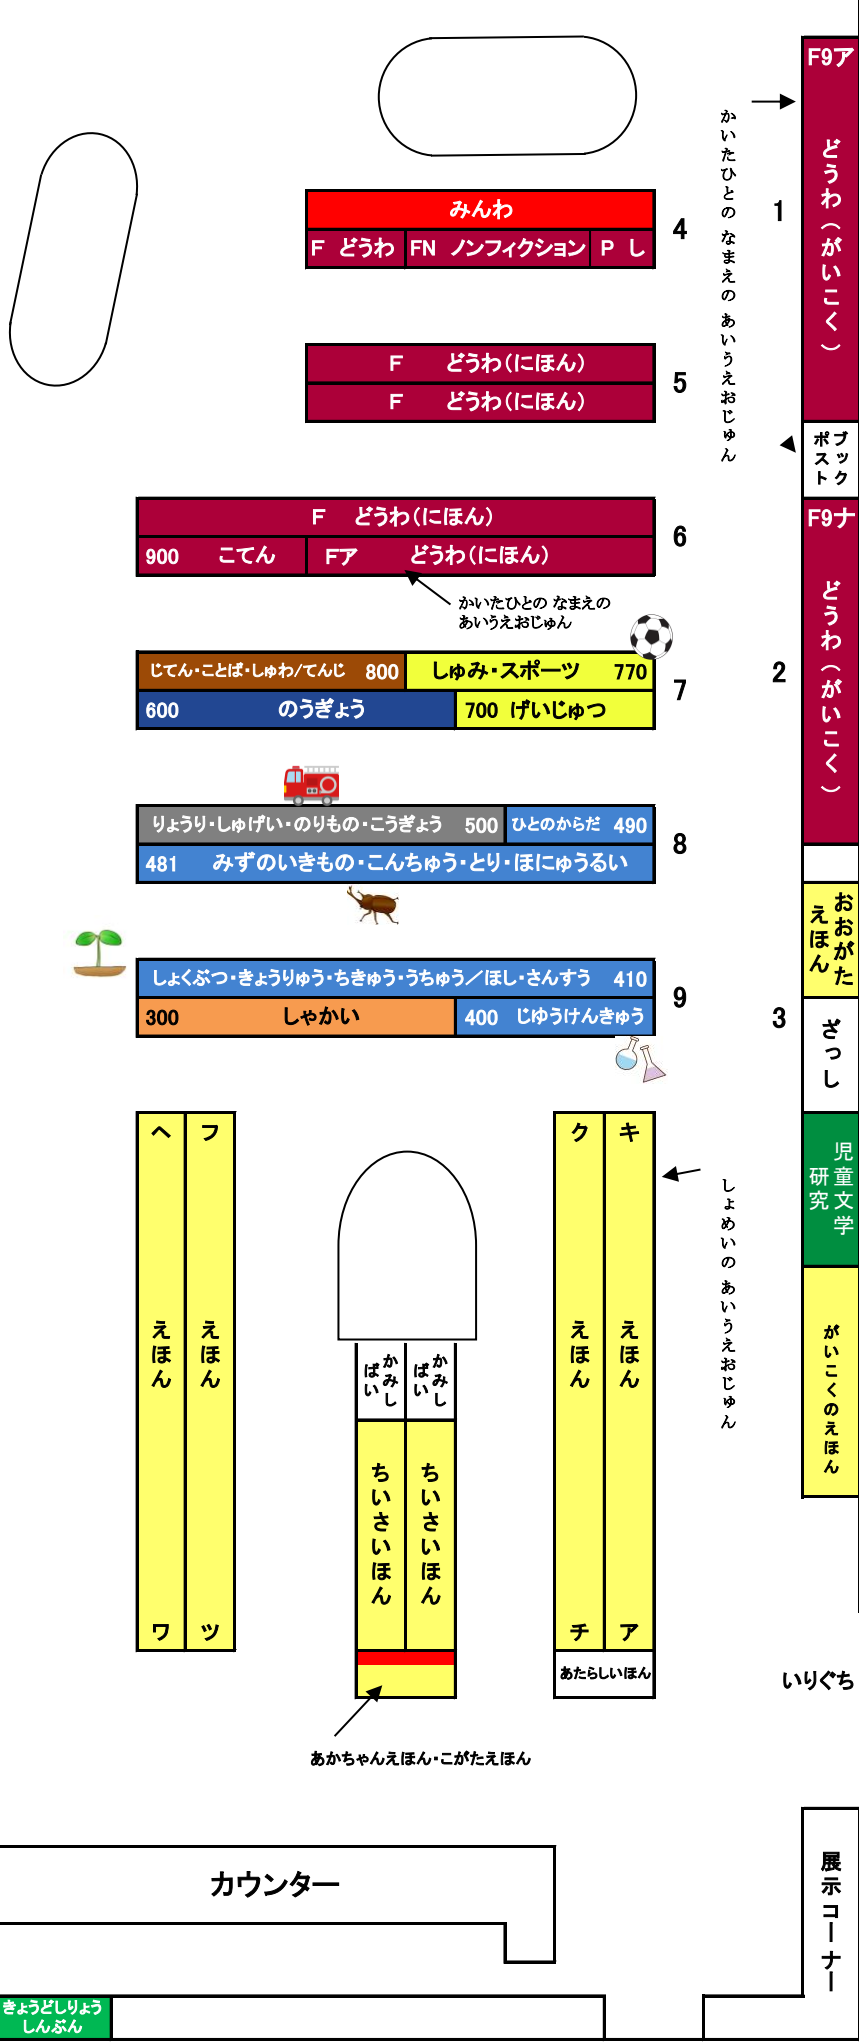 F9ア
どうわ（がいこく）
1
かいたひとの なまえの あいうえおじゅん
みんわ
F どうわ
FN ノンフィクション
P し
4
F どうわ（にほん）
F どうわ（にほん）
5
ブック
ポスト
F どうわ（にほん）
900 こてん
Fア どうわ（にほん）
6
かいたひとの なまえの
あいうえおじゅん
F9ナ
どうわ（がいこく）
2
じてん・ことば・しゅわ/てんじ 800
しゅみ・スポーツ 770
600 のうぎょう
700 げいじゅつ
7
りょうり・しゅげい・のりもの・こうぎょう 500
ひとのからだ 490
481 みずのいきもの・こんちゅう・とり・ほにゅうるい
8
おおがた
えほん
しょくぶつ・きょうりゅう・ちきゅう・うちゅう／ほし・さんすう 410
300 しゃかい
400 じゆうけんきゅう
9
3
ざっし
児童文学
研究
がいこくのえほん
ヘ えほん ワ
フ えほん ツ
かみし
ばい
かみし
ばい
ちいさいほん
ちいさいほん
ク えほん チ
キ えほん ア
しょめいの あいうえおじゅん
あたらしいほん
いりぐち
あかちゃんえほん・こがたえほん
カウンター
展示コーナー
きょうどしりょう
しんぶん